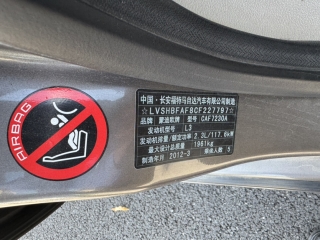 AIRBAG
中国·长安福特马自达汽车有限公司制造
☆LVSHBFAF8CF227797☆
品牌 蒙迪欧牌 型号 CAF7230A
发动机型号 L3
发动机排量/额定功率 2.3L/117.6kW
最大设计总质量 1961kg
制造年月 2012-3 乘坐人数 5